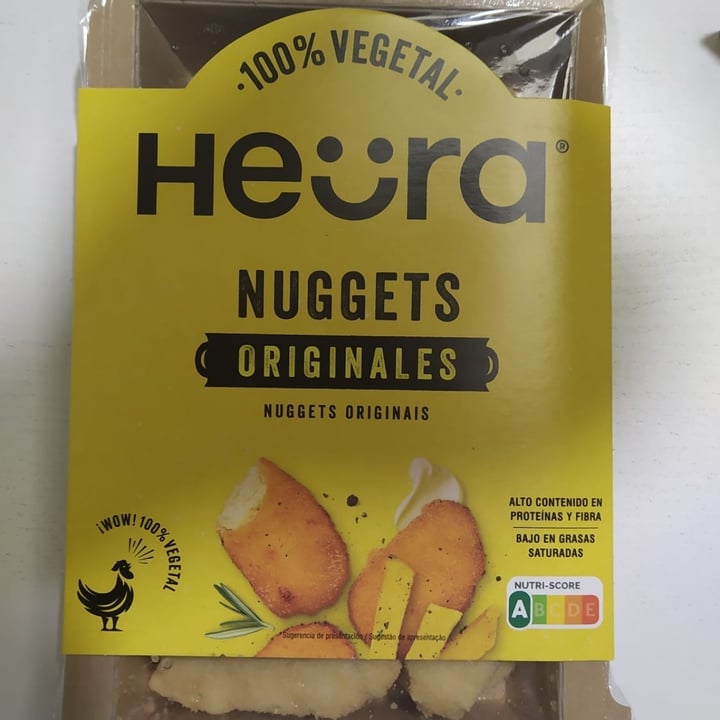 ·100% VEGETAL·
Heüra®
NUGGETS
ORIGINALES
NUGGETS ORIGINAIS
¡WOW! 100% VEGETAL
ALTO CONTENIDO EN
PROTEÍNAS Y FIBRA
BAJO EN GRASAS
SATURADAS
NUTRI-SCORE
A B C D E
*Sugerencia de presentación / Sugestão de apresentação